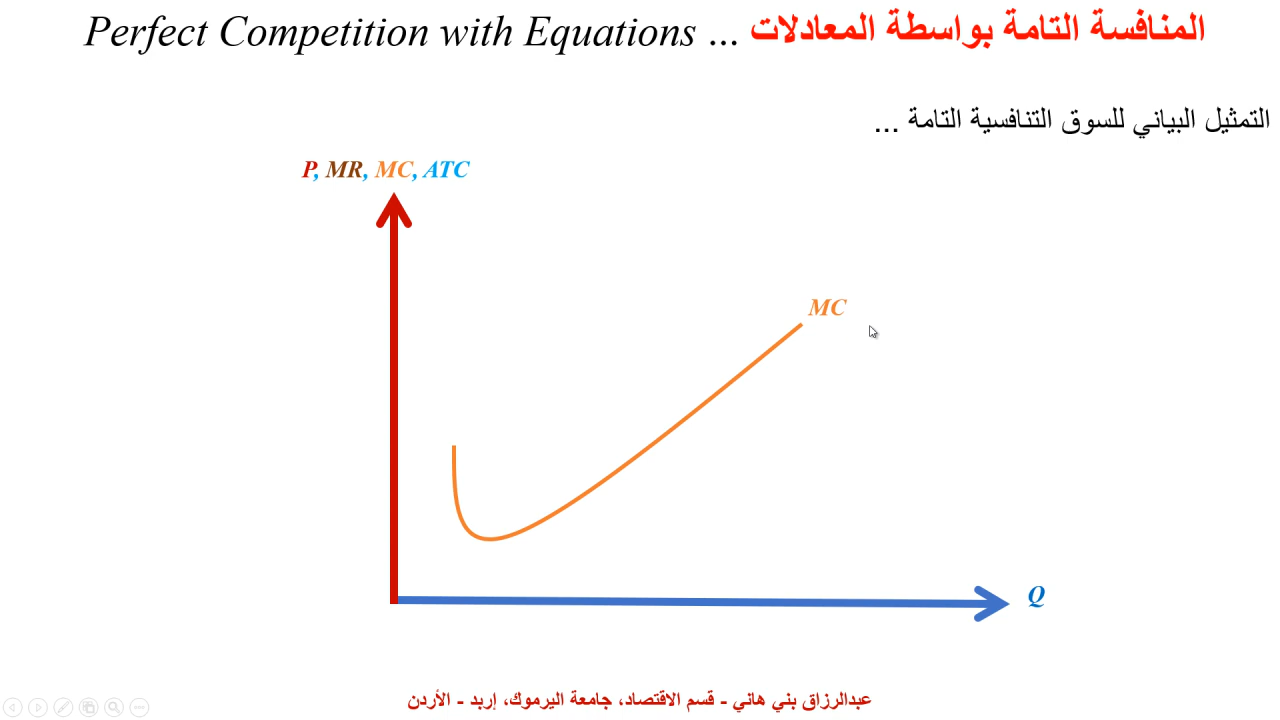 المنافسة التامة بواسطة المعادلات ... Perfect Competition with Equations
التمثيل البياني للسوق التنافسية التامة ...
P, MR, MC, ATC
MC
Q
عبدالرزاق بني هاني - قسم الاقتصاد، جامعة اليرموك، إربد - الأردن